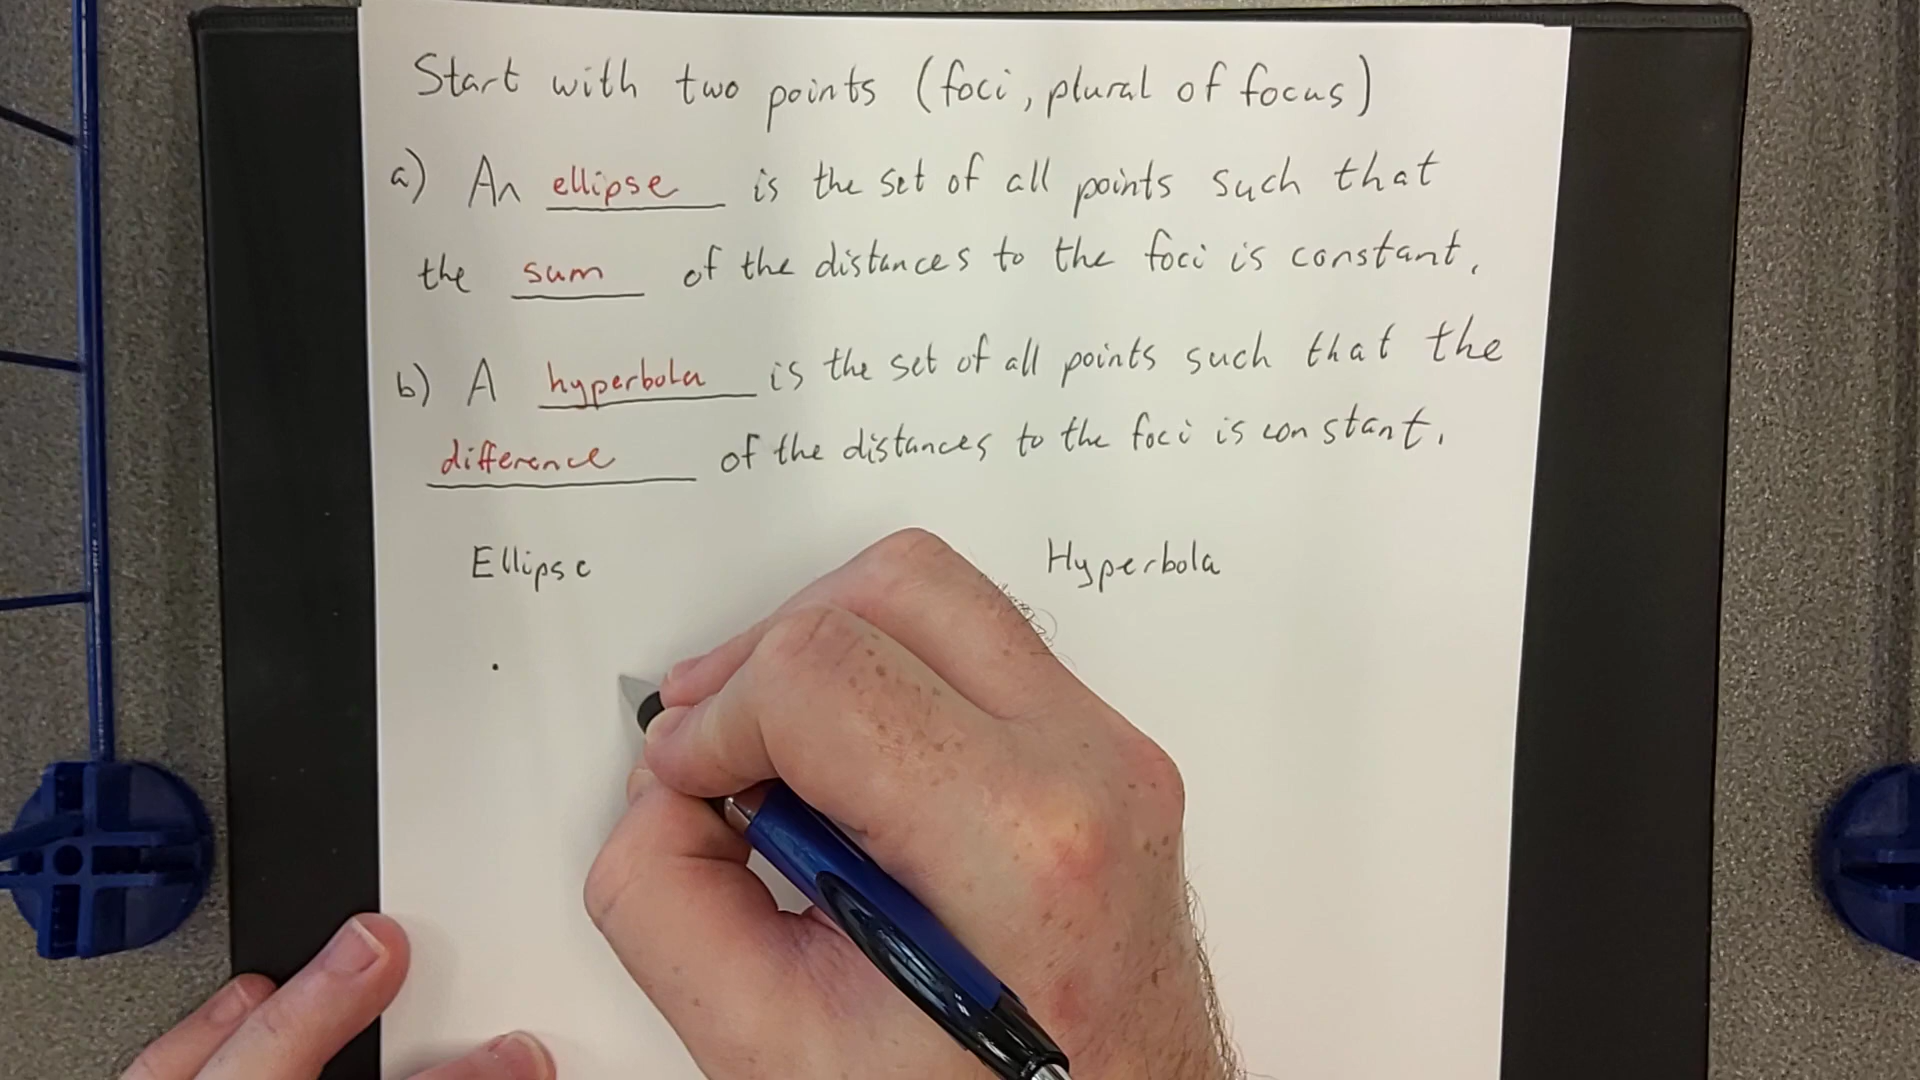 Start with two points (foci, plural of focus)
a) An ellipse is the set of all points such that
the sum of the distances to the foci is constant.
b) A hyperbola is the set of all points such that the
difference of the distances to the foci is constant.
Ellipse
Hyperbola